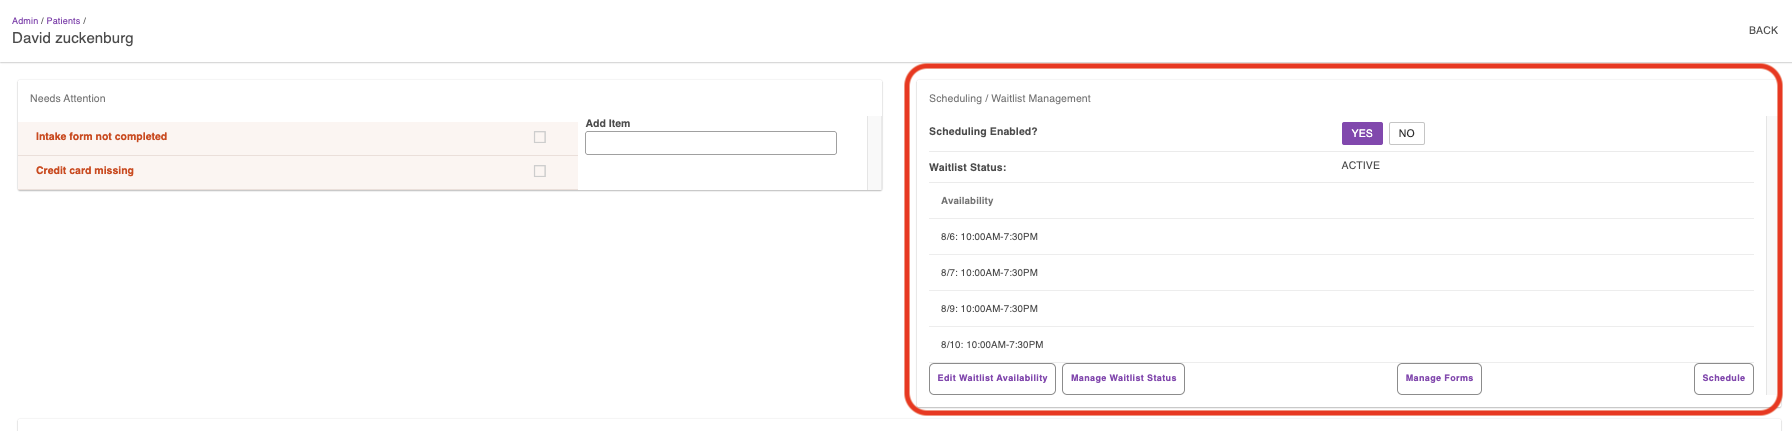 Admin / Patients /
David zuckenburg
BACK
Needs Attention
Intake form not completed
Credit card missing
Add Item
Scheduling / Waitlist Management
Scheduling Enabled?
YES NO
Waitlist Status: ACTIVE
Availability
8/6: 10:00AM-7:30PM
8/7: 10:00AM-7:30PM
8/9: 10:00AM-7:30PM
8/10: 10:00AM-7:30PM
Edit Waitlist Availability Manage Waitlist Status Manage Forms Schedule